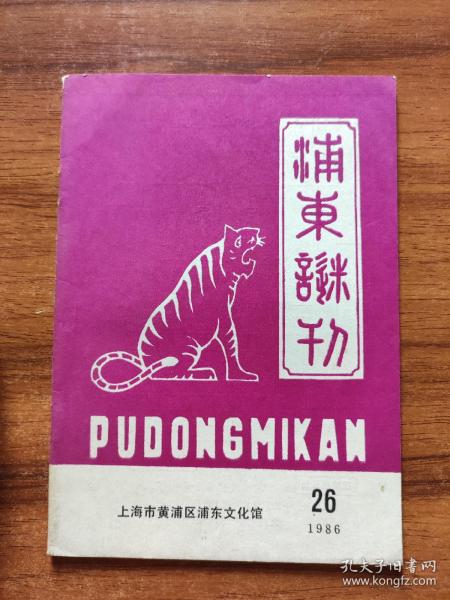 浦東謎刊
PUDONGMIKAN
上海市黄浦区浦东文化馆
26
1986
孔夫子旧书网
www.kongfz.com